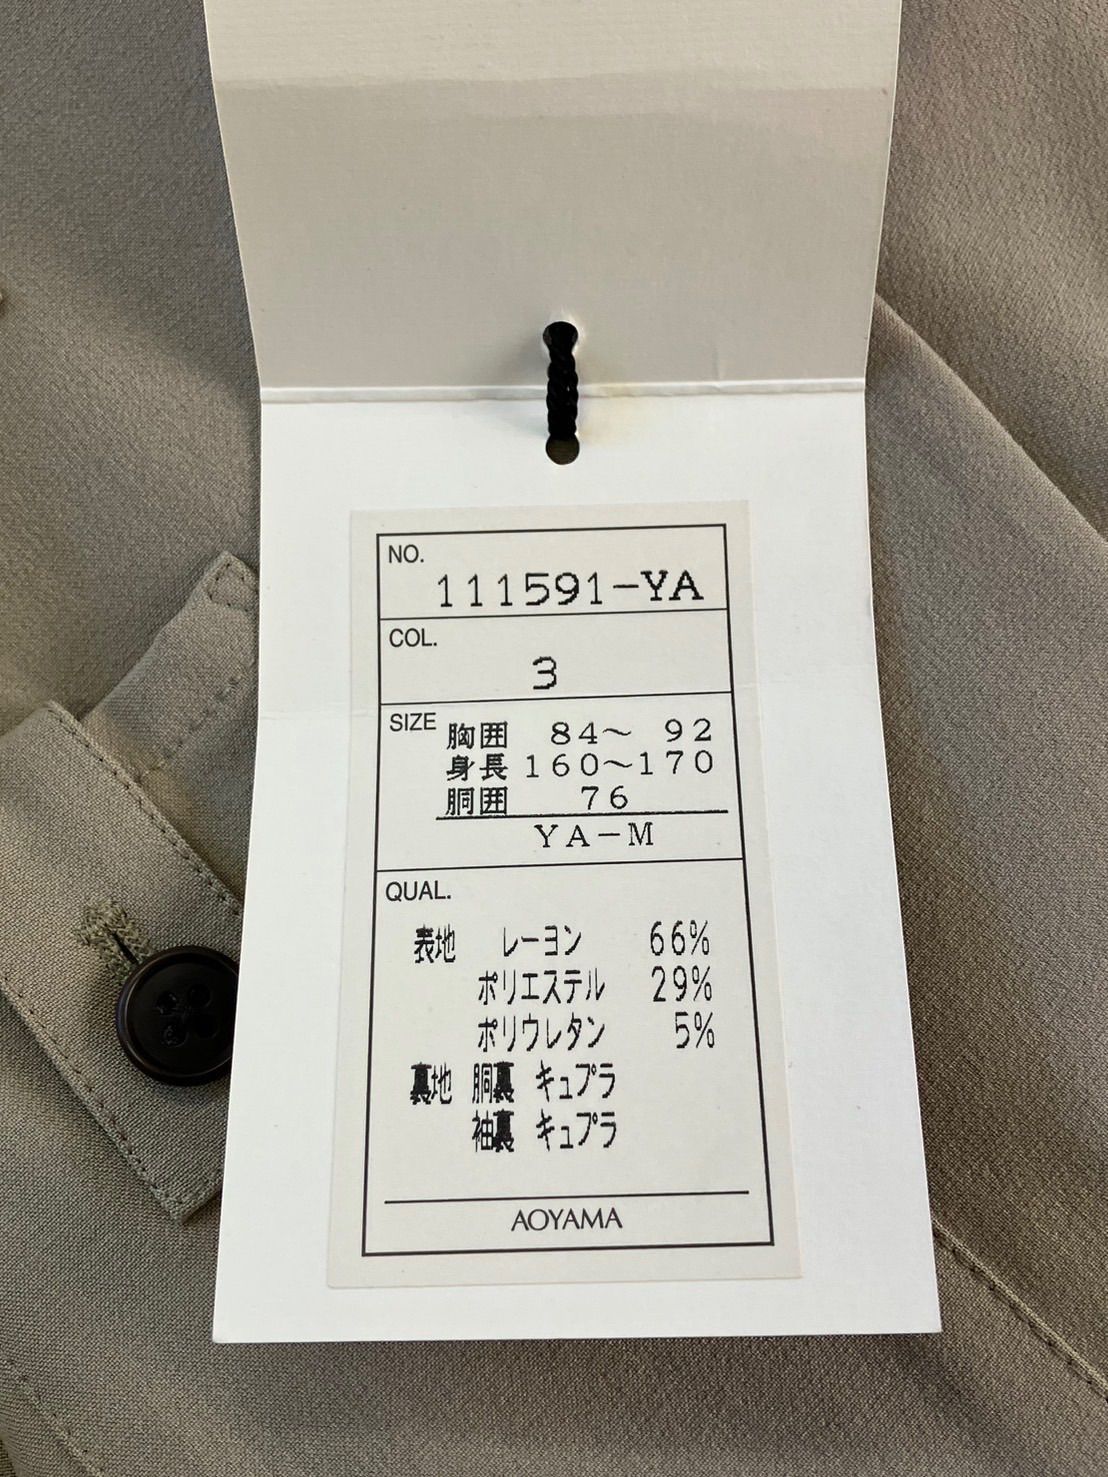 NO.
111591-YA
COL.
3
SIZE 胸囲 84～ 92
身長 160～170
胴囲 76
YA-M
QUAL.
表地 レーヨン 66%
ポリエステル 29%
ポリウレタン 5%
裏地 胴裏 キュプラ
袖裏 キュプラ
AOYAMA